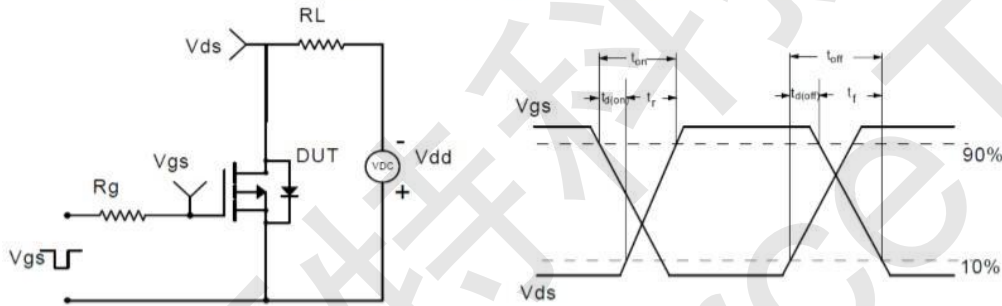 RL
Vds
Vgs
DUT
VDC
-
+
Vdd
Rg
Vgs
ton
toff
td(on)
tr
td(off)
tf
Vgs
90%
10%
Vds